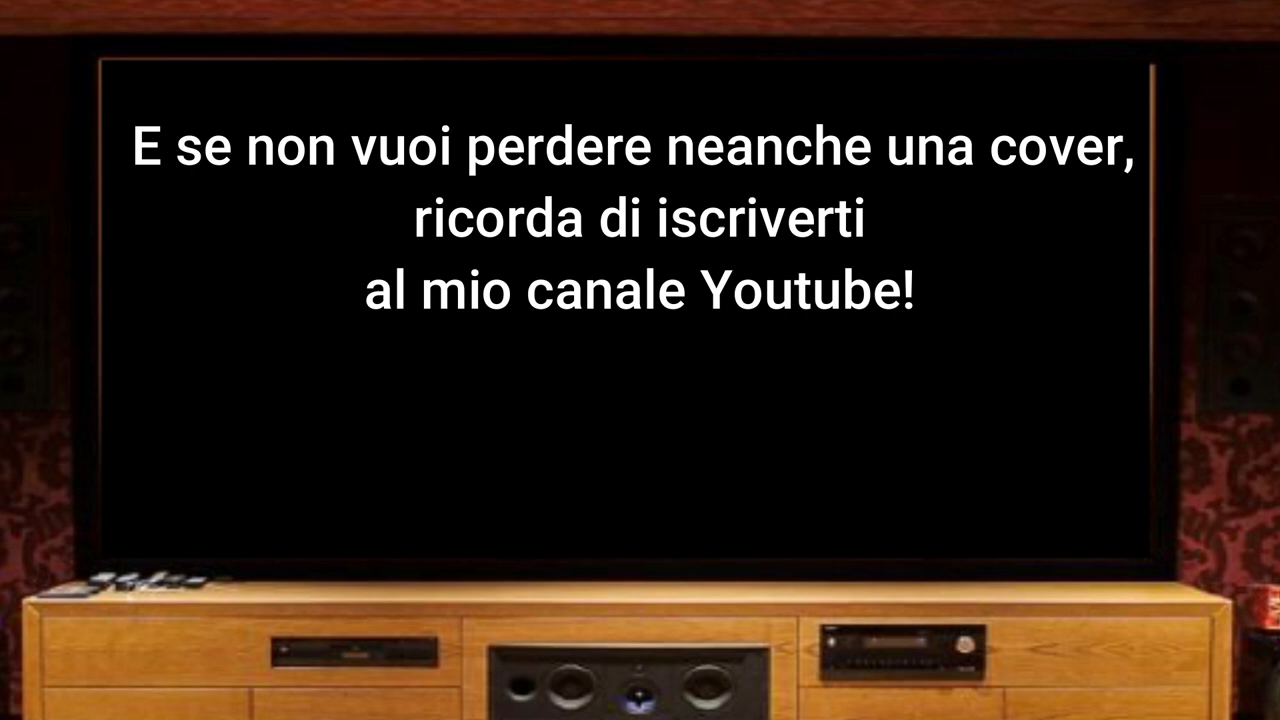 E se non vuoi perdere neanche una cover,
ricorda di iscriverti
al mio canale Youtube!